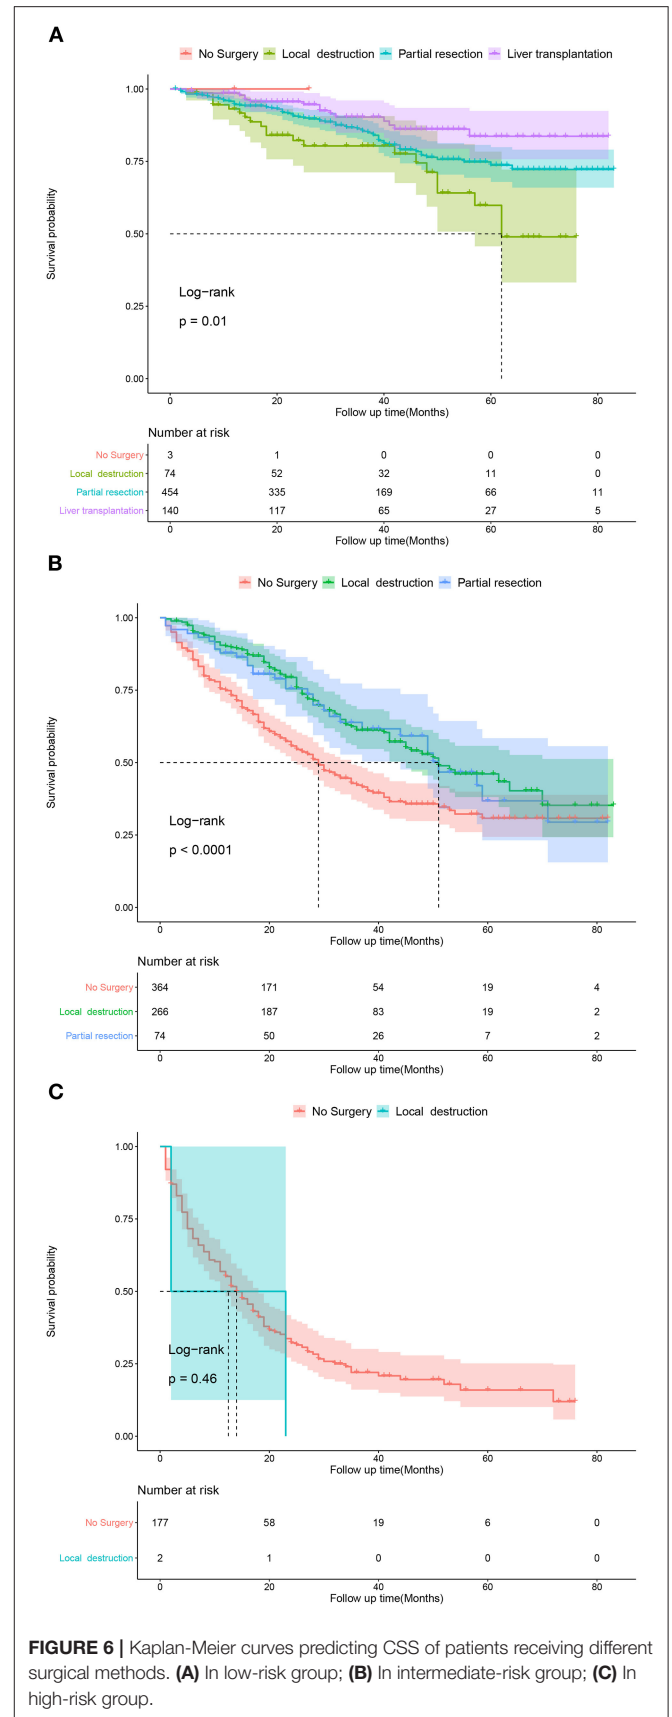 A
No Surgery Local destruction Partial resection Liver transplantation
1.00
0.75
0.50
0.25
0.00
Survival probability
Log-rank
p = 0.01
0 20 40 60 80
Follow up time(Months)
Number at risk
No Surgery 3 1 0 0 0
Local destruction 74 52 32 11 0
Partial resection 454 335 169 66 11
Liver transplantation 140 117 65 27 5
0 20 40 60 80
Follow up time(Months)
B
No Surgery Local destruction Partial resection
1.00
0.75
0.50
0.25
0.00
Survival probability
Log-rank
p < 0.0001
0 20 40 60 80
Follow up time(Months)
Number at risk
No Surgery 364 171 54 19 4
Local destruction 266 187 83 19 2
Partial resection 74 50 26 7 2
0 20 40 60 80
Follow up time(Months)
C
No Surgery Local destruction
1.00
0.75
0.50
0.25
0.00
Survival probability
Log-rank
p = 0.46
0 20 40 60 80
Follow up time(Months)
Number at risk
No Surgery 177 58 19 6 0
Local destruction 2 1 0 0 0
0 20 40 60 80
Follow up time(Months)
FIGURE 6 | Kaplan-Meier curves predicting CSS of patients receiving different
surgical methods. (A) In low-risk group; (B) In intermediate-risk group; (C) In
high-risk group.